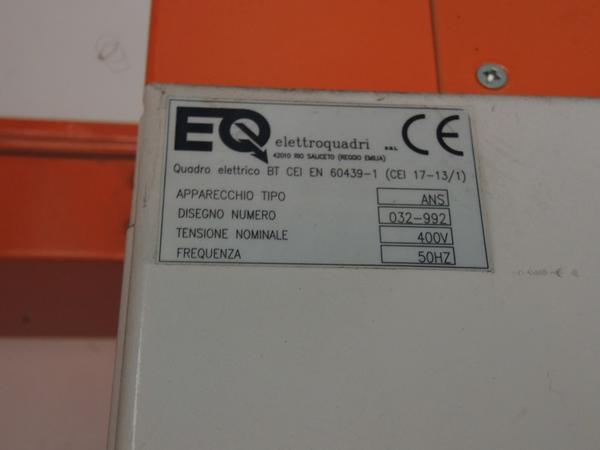 EQ elettroquadri S.R.L. CE
42010 RIO SALICETO (REGGIO EMILIA)
Quadro elettrico BT CEI EN 60439-1 (CEI 17-13/1)
APPARECCHIO TIPO ANS
DISEGNO NUMERO 032-992
TENSIONE NOMINALE 400V
FREQUENZA 50HZ